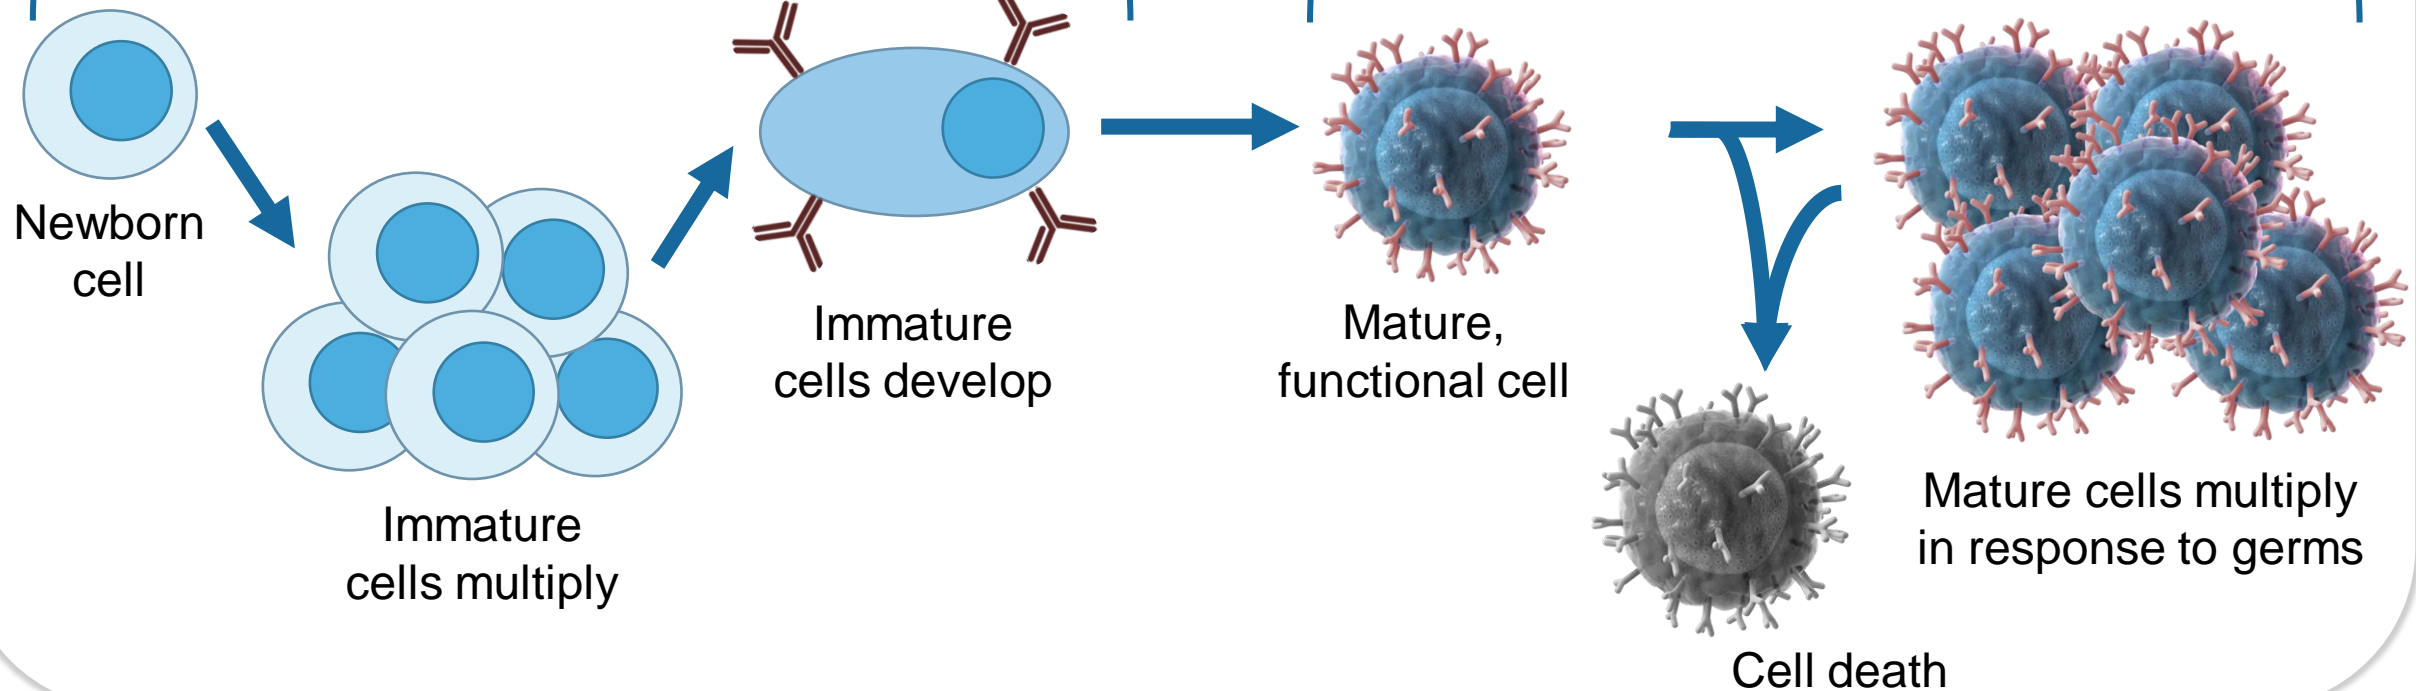 Newborn
cell
Immature
cells multiply
Immature
cells develop
Mature,
functional cell
Cell death
Mature cells multiply
in response to germs